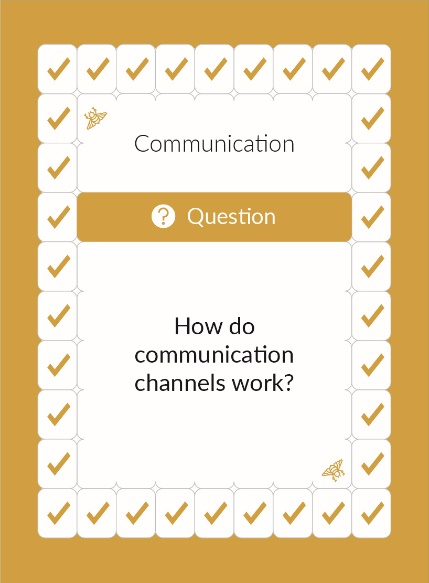 Communication
? Question
How do
communication
channels work?